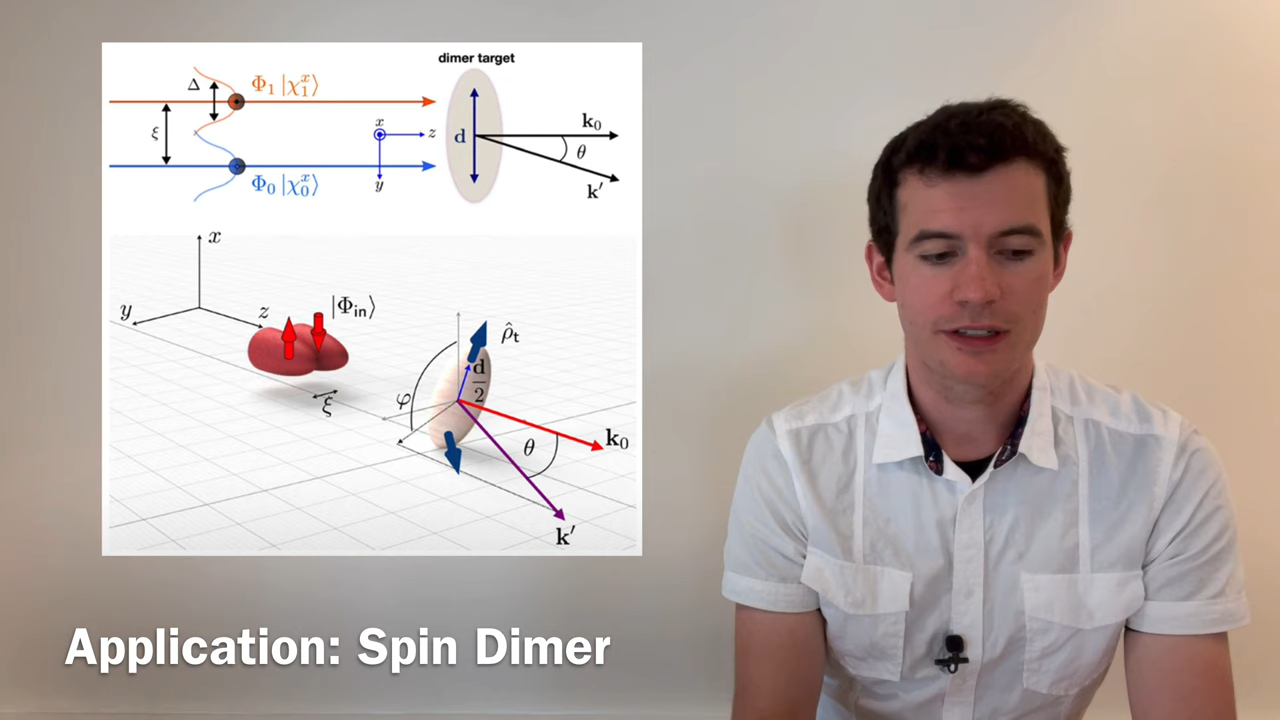 dimer target
Δ
Φ₁ |χ₁ˣ⟩
k₀
ξ
x
z
d
θ
y
Φ₀ |χ₀ˣ⟩
k′
x
y
z
|Φin⟩
ρ̂t
d/2
ξ
φ
θ
k₀
k′
Application: Spin Dimer